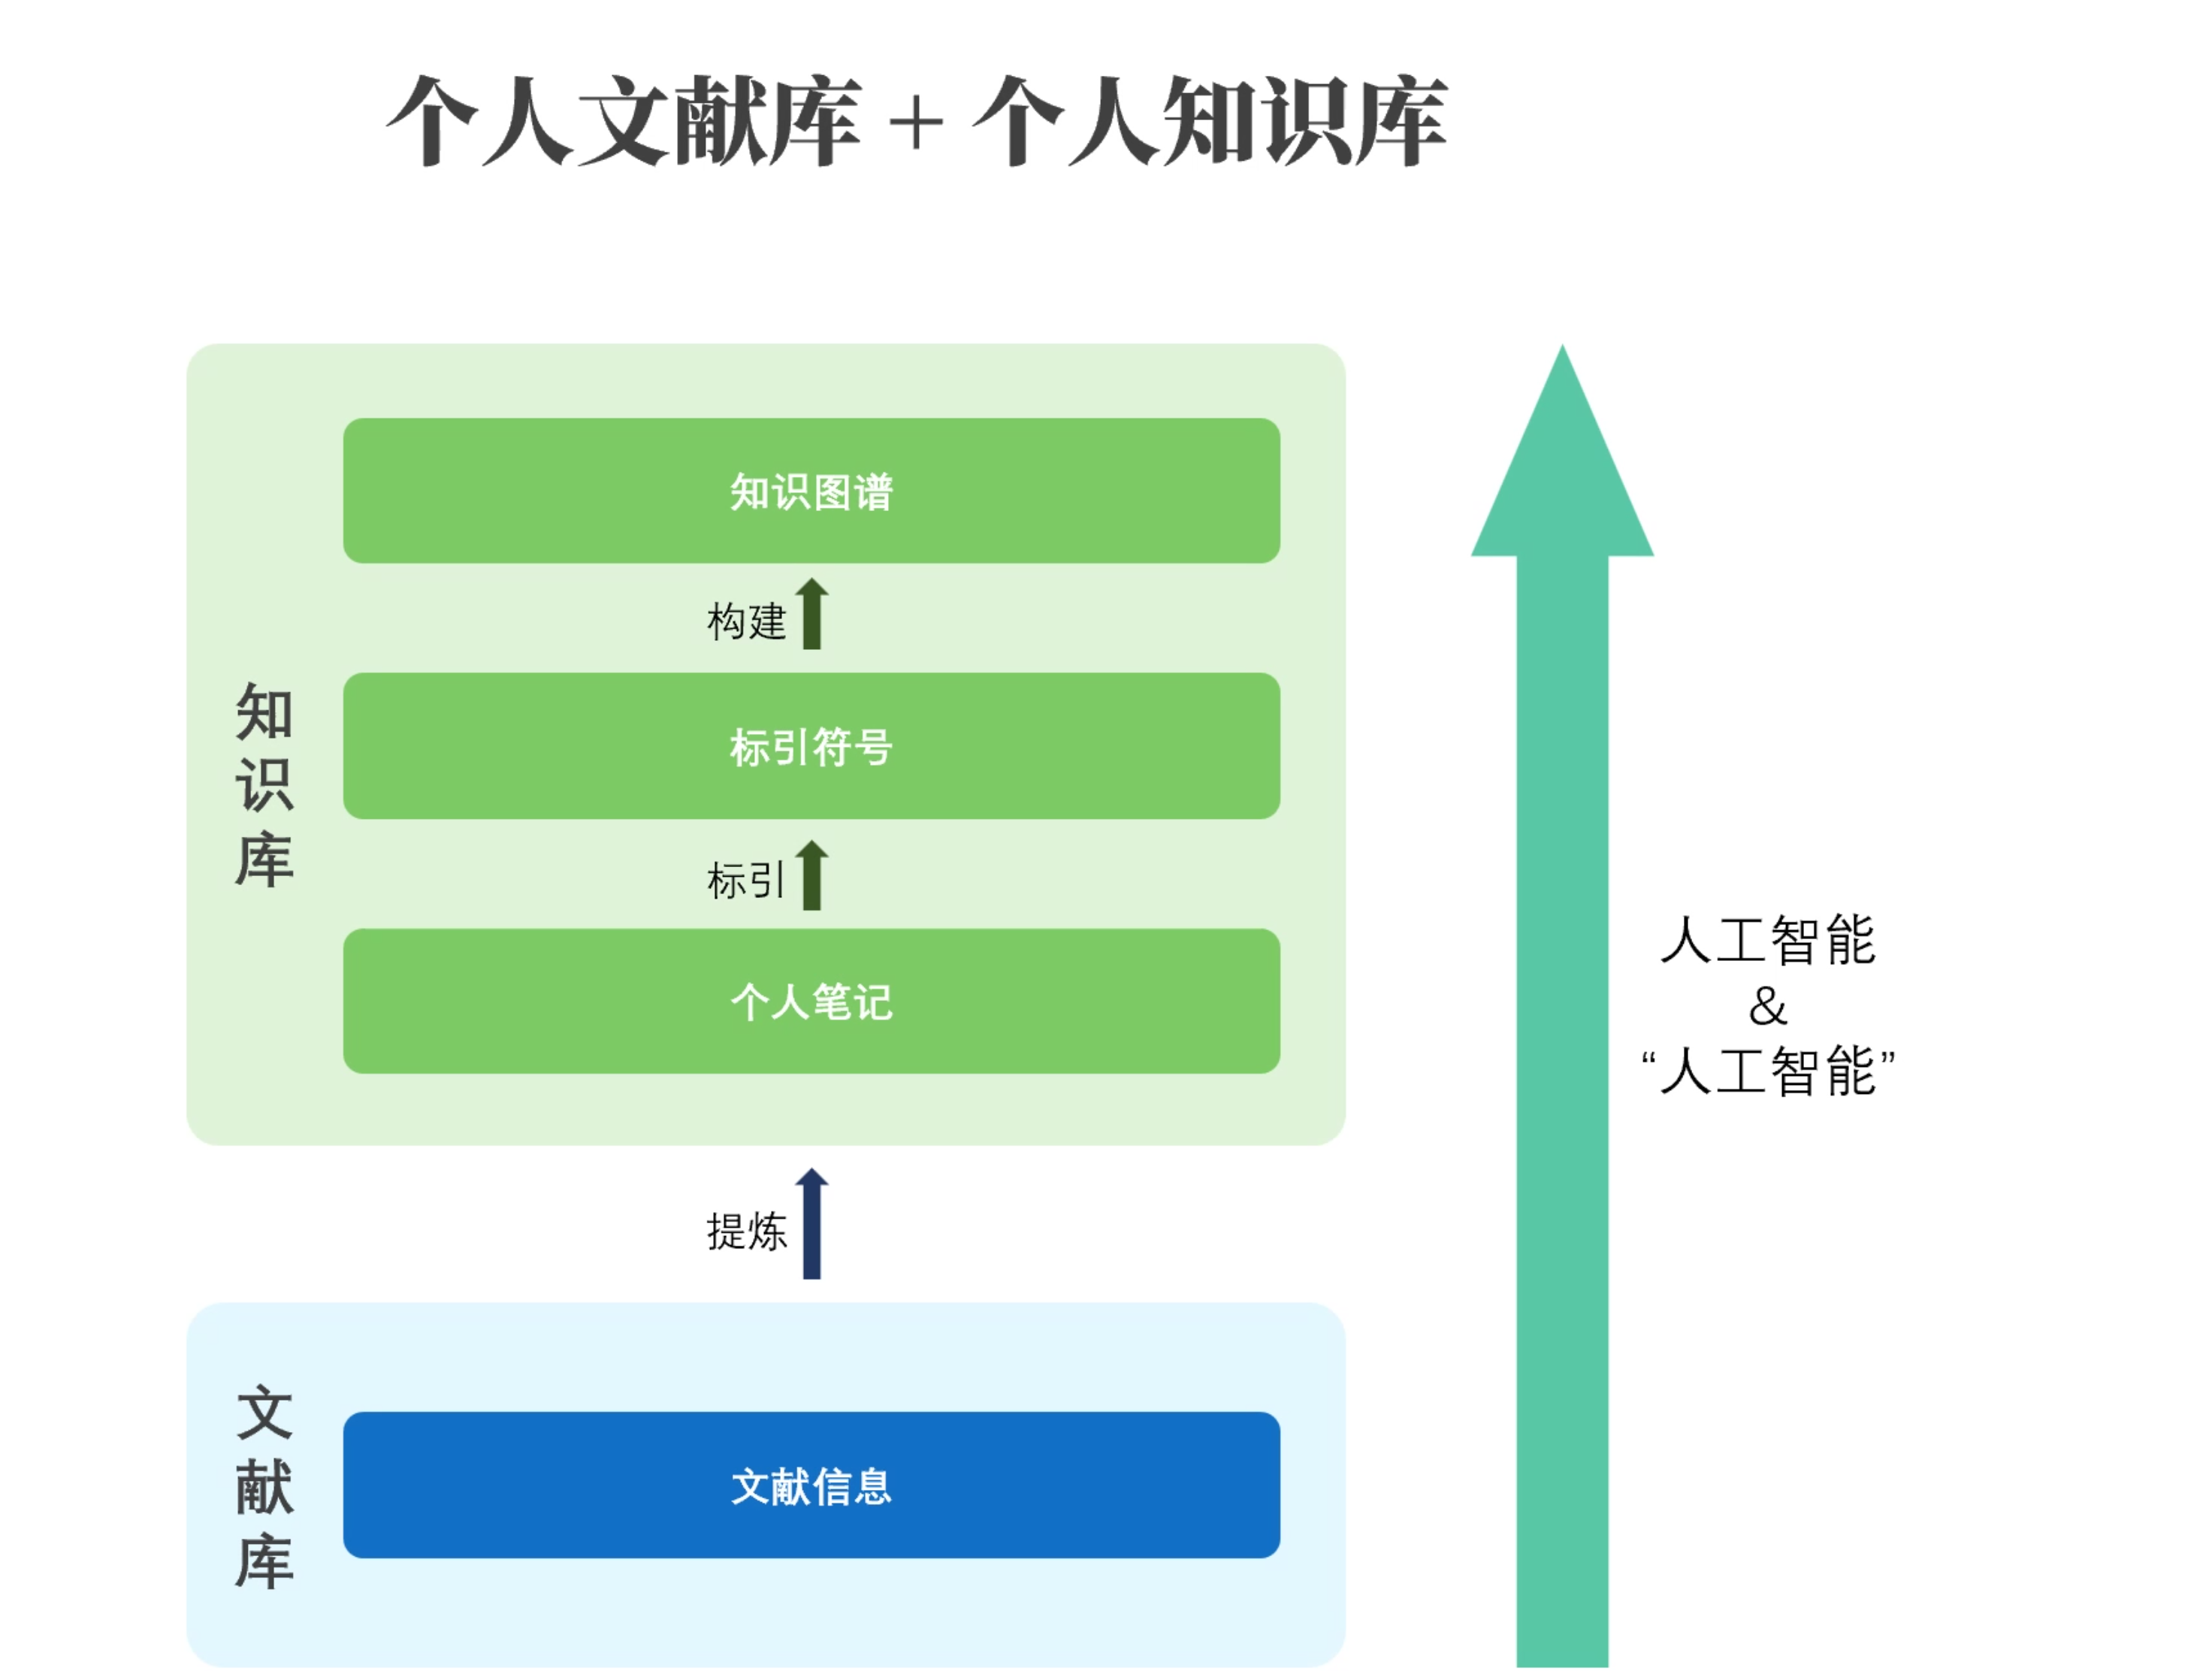 个人文献库 + 个人知识库
知识库
知识图谱
构建
标引符号
标引
个人笔记
提炼
文献库
文献信息
人工智能
&
“人工智能”